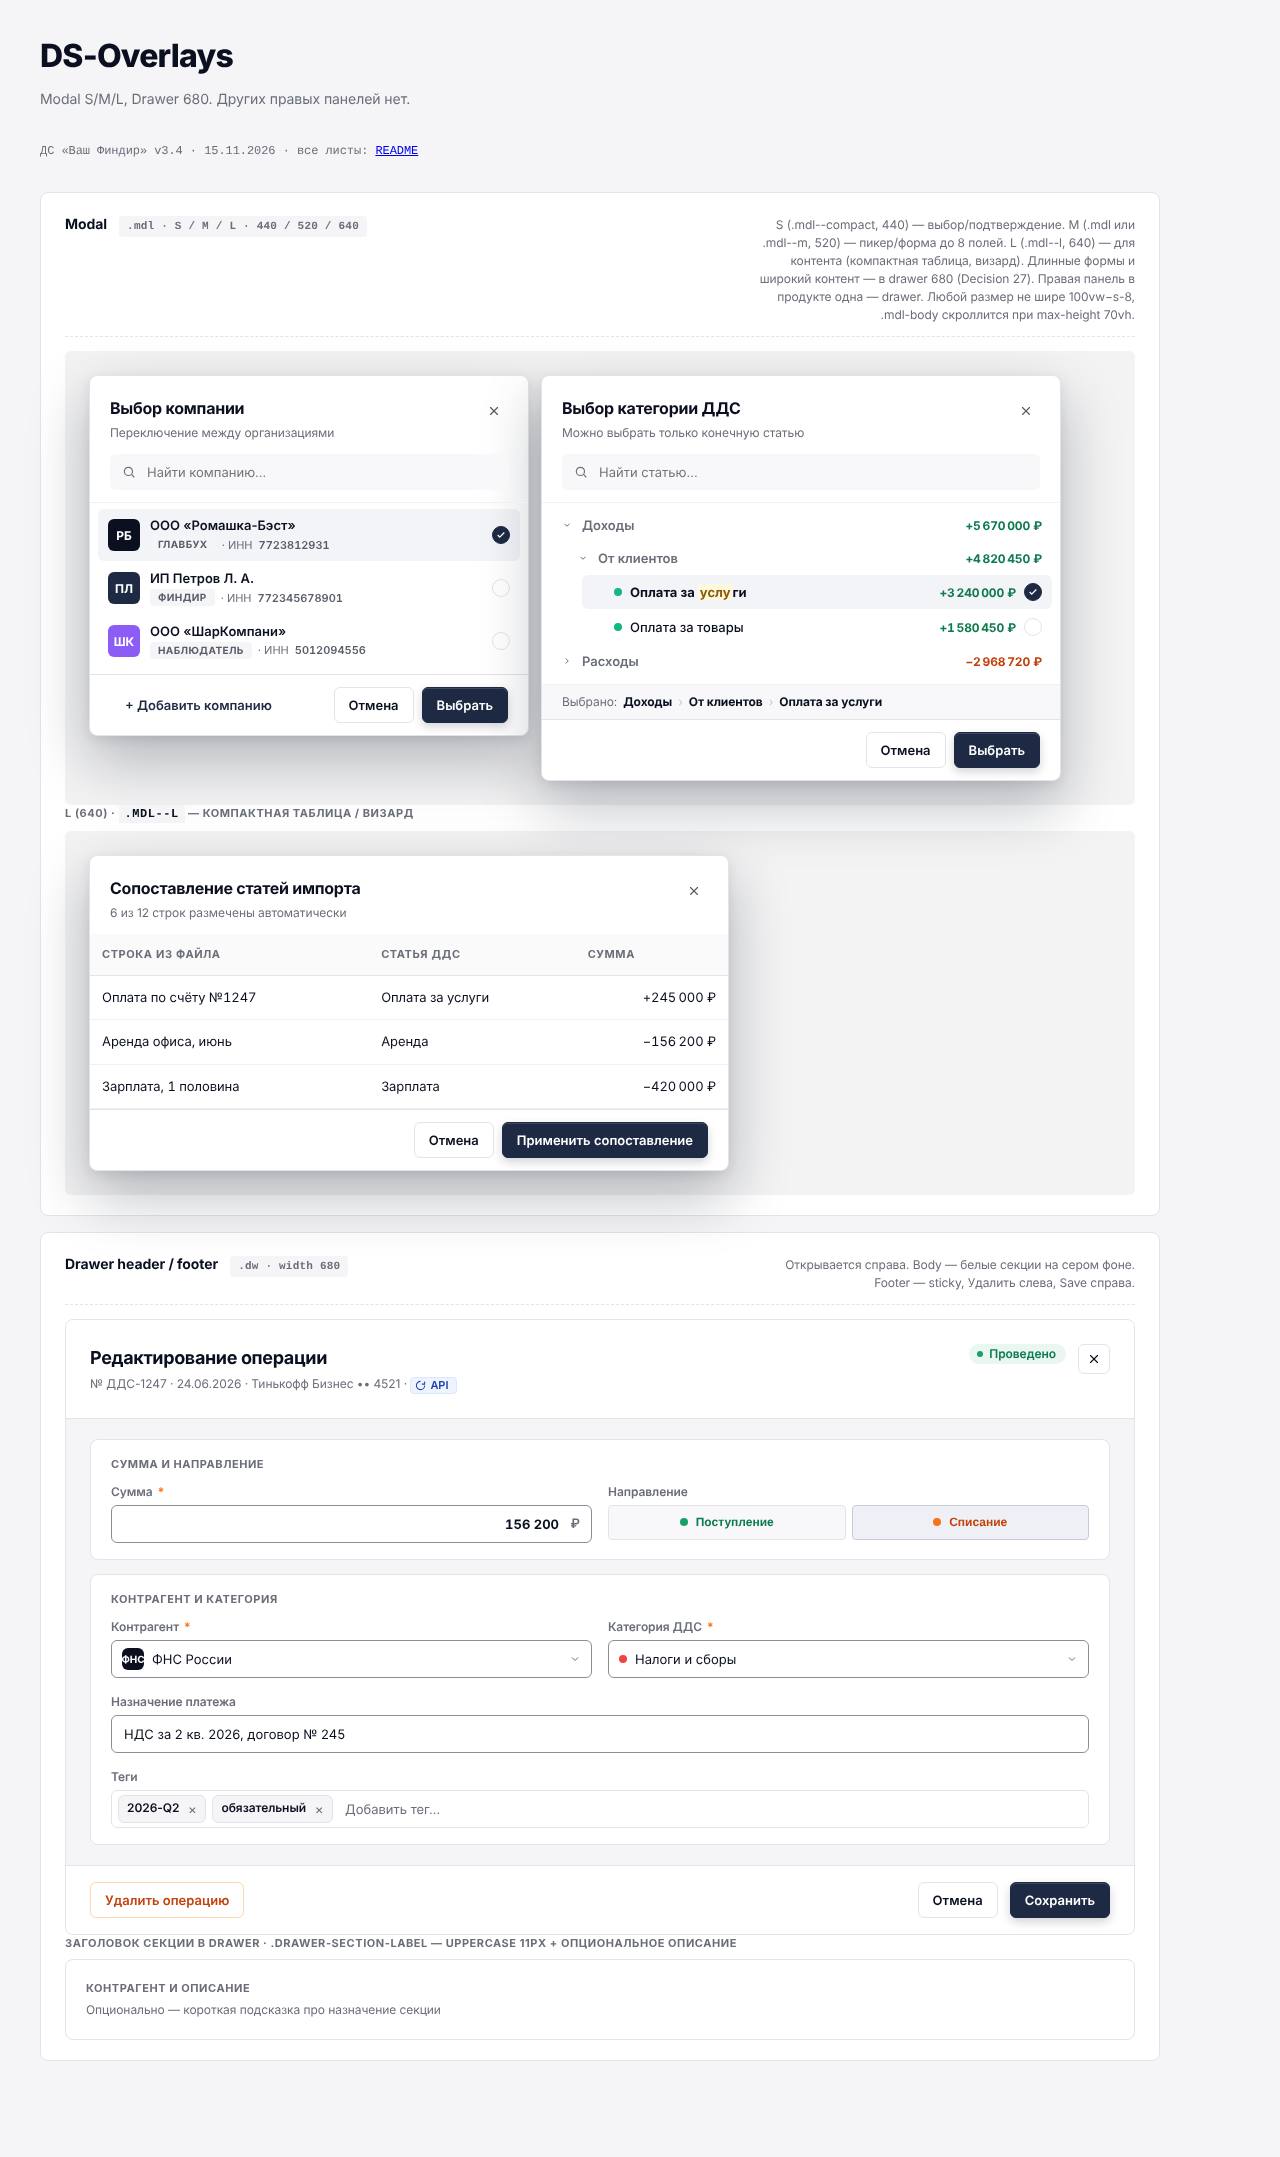 DS-Overlays
Modal S/M/L, Drawer 680. Других правых панелей нет.
ДС «Ваш Финдир» v3.4 · 15.11.2026 · все листы: README
Modal .mdl · S / M / L · 440 / 520 / 640
S (.mdl--compact, 440) — выбор/подтверждение. M (.mdl или
.mdl--m, 520) — пикер/форма до 8 полей. L (.mdl--l, 640) — для
контента (компактная таблица, визард). Длинные формы и
широкий контент — в drawer 680 (Decision 27). Правая панель в
продукте одна — drawer. Любой размер не шире 100vw−s-8,
.mdl-body скроллится при max-height 70vh.
Выбор компании
Переключение между организациями
Найти компанию…
РБ ООО «Ромашка-Бэст»
ГЛАВБУХ · ИНН 7723812931
ПЛ ИП Петров Л. А.
ФИНДИР · ИНН 772345678901
ШК ООО «ШарКомпани»
НАБЛЮДАТЕЛЬ · ИНН 5012094556
+ Добавить компанию Отмена Выбрать
Выбор категории ДДС
Можно выбрать только конечную статью
Найти статью…
Доходы +5 670 000 ₽
От клиентов +4 820 450 ₽
Оплата за услуги +3 240 000 ₽
Оплата за товары +1 580 450 ₽
Расходы −2 968 720 ₽
Выбрано: Доходы › От клиентов › Оплата за услуги
Отмена Выбрать
L (640) · .MDL--L — КОМПАКТНАЯ ТАБЛИЦА / ВИЗАРД
Сопоставление статей импорта
6 из 12 строк размечены автоматически
СТРОКА ИЗ ФАЙЛА СТАТЬЯ ДДС СУММА
Оплата по счёту №1247 Оплата за услуги +245 000 ₽
Аренда офиса, июнь Аренда −156 200 ₽
Зарплата, 1 половина Зарплата −420 000 ₽
Отмена Применить сопоставление
Drawer header / footer .dw · width 680
Открывается справа. Body — белые секции на сером фоне.
Footer — sticky, Удалить слева, Save справа.
Редактирование операции Проведено
№ ДДС-1247 · 24.06.2026 · Тинькофф Бизнес •• 4521 · API
СУММА И НАПРАВЛЕНИЕ
Сумма * Направление
156 200 ₽ Поступление Списание
КОНТРАГЕНТ И КАТЕГОРИЯ
Контрагент * Категория ДДС *
ФНС ФНС России Налоги и сборы
Назначение платежа
НДС за 2 кв. 2026, договор № 245
Теги
2026-Q2 × обязательный × Добавить тег…
Удалить операцию Отмена Сохранить
ЗАГОЛОВОК СЕКЦИИ В DRAWER · .DRAWER-SECTION-LABEL — UPPERCASE 11PX + ОПЦИОНАЛЬНОЕ ОПИСАНИЕ
КОНТРАГЕНТ И ОПИСАНИЕ
Опционально — короткая подсказка про назначение секции